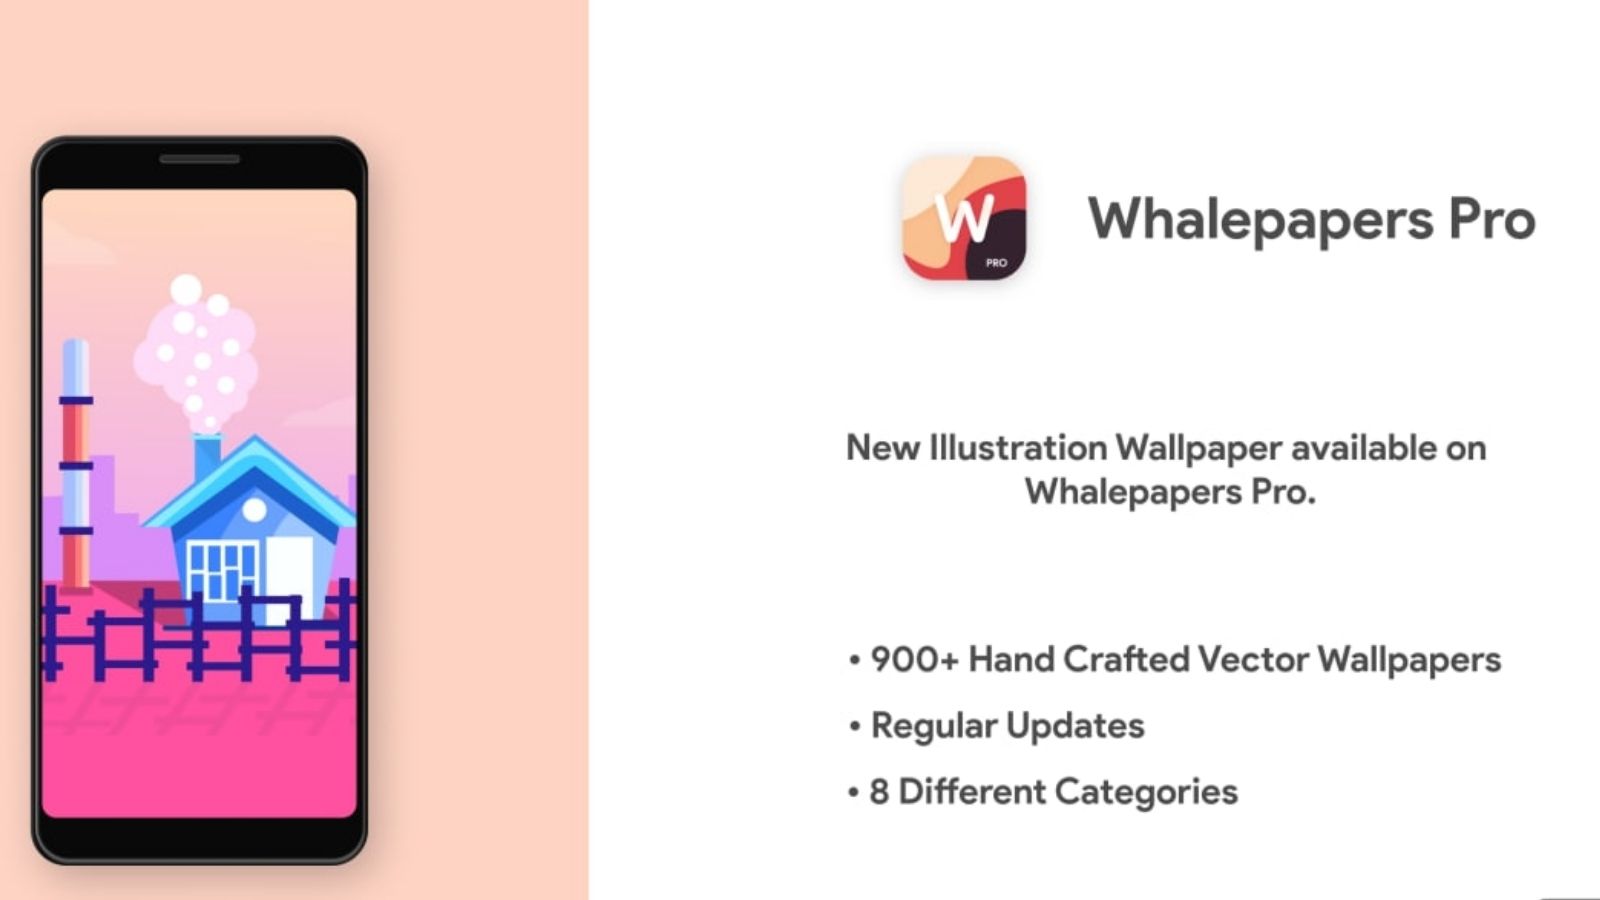 W
PRO
Whalepapers Pro
New Illustration Wallpaper available on
Whalepapers Pro.
• 900+ Hand Crafted Vector Wallpapers
• Regular Updates
• 8 Different Categories